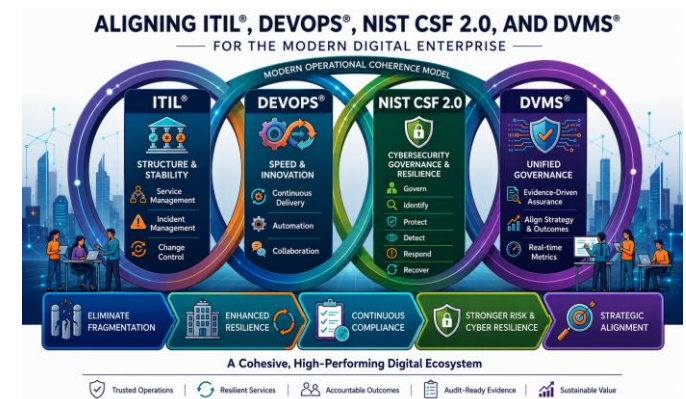 ALIGNING ITIL®, DEVOPS®, NIST CSF 2.0, AND DVMS®
FOR THE MODERN DIGITAL ENTERPRISE
MODERN OPERATIONAL COHERENCE MODEL
ITIL®
STRUCTURE &
STABILITY
Service
Management
Incident
Management
Change
Control
DEVOPS®
SPEED &
INNOVATION
Continuous
Delivery
Automation
Collaboration
NIST CSF 2.0
CYBERSECURITY
GOVERNANCE &
RESILIENCE
Govern
Identify
Protect
Detect
Respond
Recover
DVMS®
UNIFIED
GOVERNANCE
Evidence-Driven
Assurance
Align Strategy
& Outcomes
Real-time
Metrics
ELIMINATE
FRAGMENTATION
ENHANCED
RESILIENCE
CONTINUOUS
COMPLIANCE
STRONGER RISK &
CYBER RESILIENCE
STRATEGIC
ALIGNMENT
A Cohesive, High-Performing Digital Ecosystem
Trusted Operations
Resilient Services
Accountable Outcomes
Audit-Ready Evidence
Sustainable Value